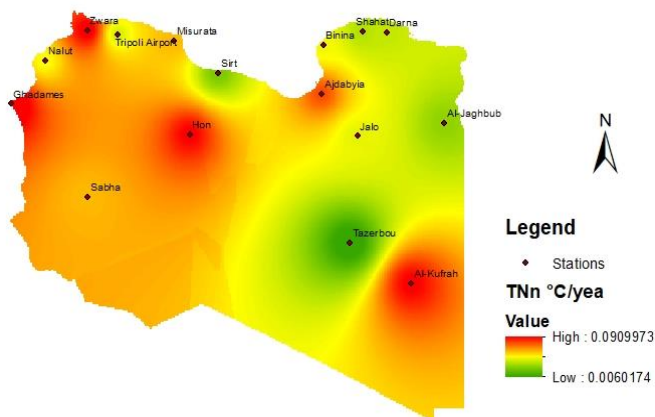 Zwara
Tripoli Airport
Misurata
Nalut
Sirt
Ghadames
Hon
Sabha
Binina
Shahat
Darna
Ajdabyia
Al-Jaghbub
Jalo
Tazerbou
Al-Kufrah
N
Legend
Stations
TNn °C/yea
Value
High : 0.0909973
Low : 0.0060174